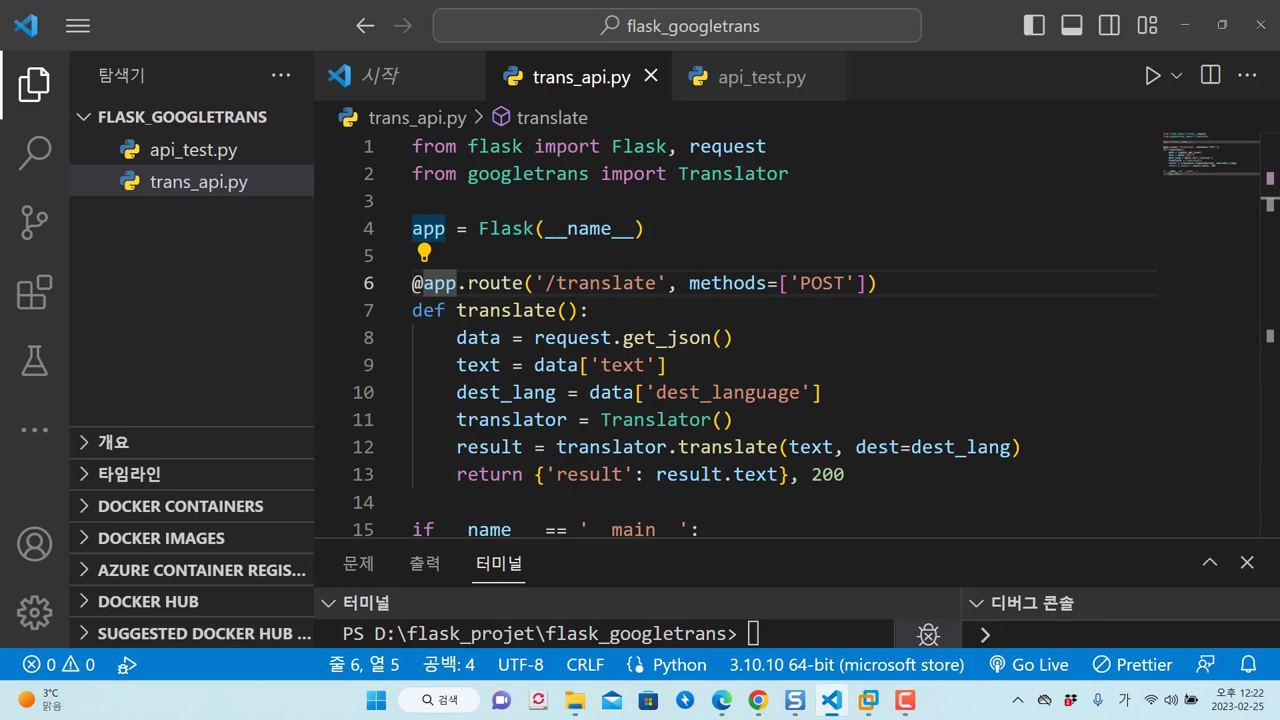 flask_googletrans
탐색기
시작
trans_api.py
api_test.py
FLASK_GOOGLETRANS
api_test.py
trans_api.py
개요
타임라인
DOCKER CONTAINERS
DOCKER IMAGES
AZURE CONTAINER REGIS...
DOCKER HUB
SUGGESTED DOCKER HUB ...
trans_api.py > translate
1 from flask import Flask, request
2 from googletrans import Translator
3
4 app = Flask(__name__)
5
6 @app.route('/translate', methods=['POST'])
7 def translate():
8 data = request.get_json()
9 text = data['text']
10 dest_lang = data['dest_language']
11 translator = Translator()
12 result = translator.translate(text, dest=dest_lang)
13 return {'result': result.text}, 200
14
15 if __name__ == '__main__':
문제 출력 터미널
터미널
PS D:\flask_projet\flask_googletrans>
디버그 콘솔
0 0 줄 6, 열 5 공백: 4 UTF-8 CRLF Python 3.10.10 64-bit (microsoft store) Go Live Prettier
3°C
맑음
검색
가
오후 12:22
2023-02-25